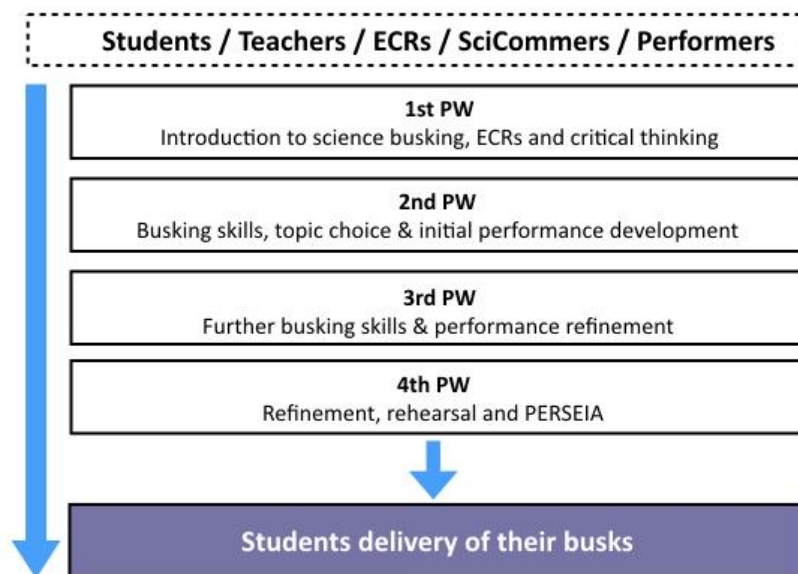 Students / Teachers / ECRs / SciCommers / Performers
1st PW
Introduction to science busking, ECRs and critical thinking
2nd PW
Busking skills, topic choice & initial performance development
3rd PW
Further busking skills & performance refinement
4th PW
Refinement, rehearsal and PERSEIA
Students delivery of their busks